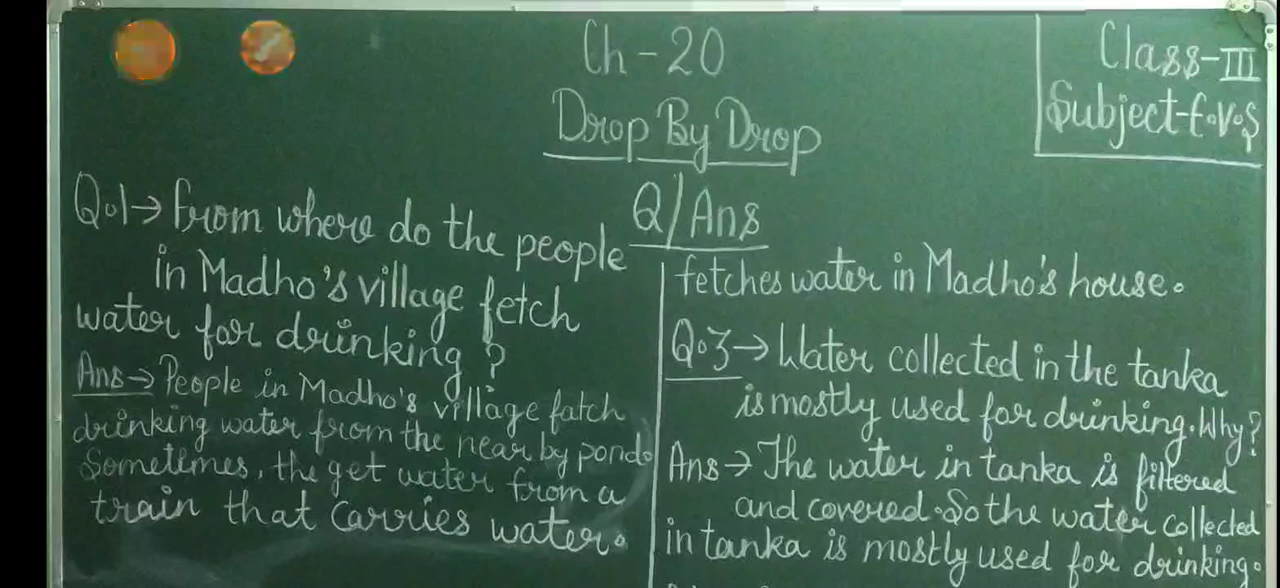 Ch-20
Drop By Drop
Class-III
Subject-E.V.S
Q/Ans
Q.1→ From where do the people
in Madho's village fetch
water for drinking?
Ans→ People in Madho's village fatch
drinking water from the near by pond.
Sometimes, the get water from a
train that carries water.
fetches water in Madho's house.
Q.3→ Water collected in the tanka
is mostly used for drinking. Why?
Ans→ The water in tanka is filtered
and covered. So the water collected
in tanka is mostly used for drinking.